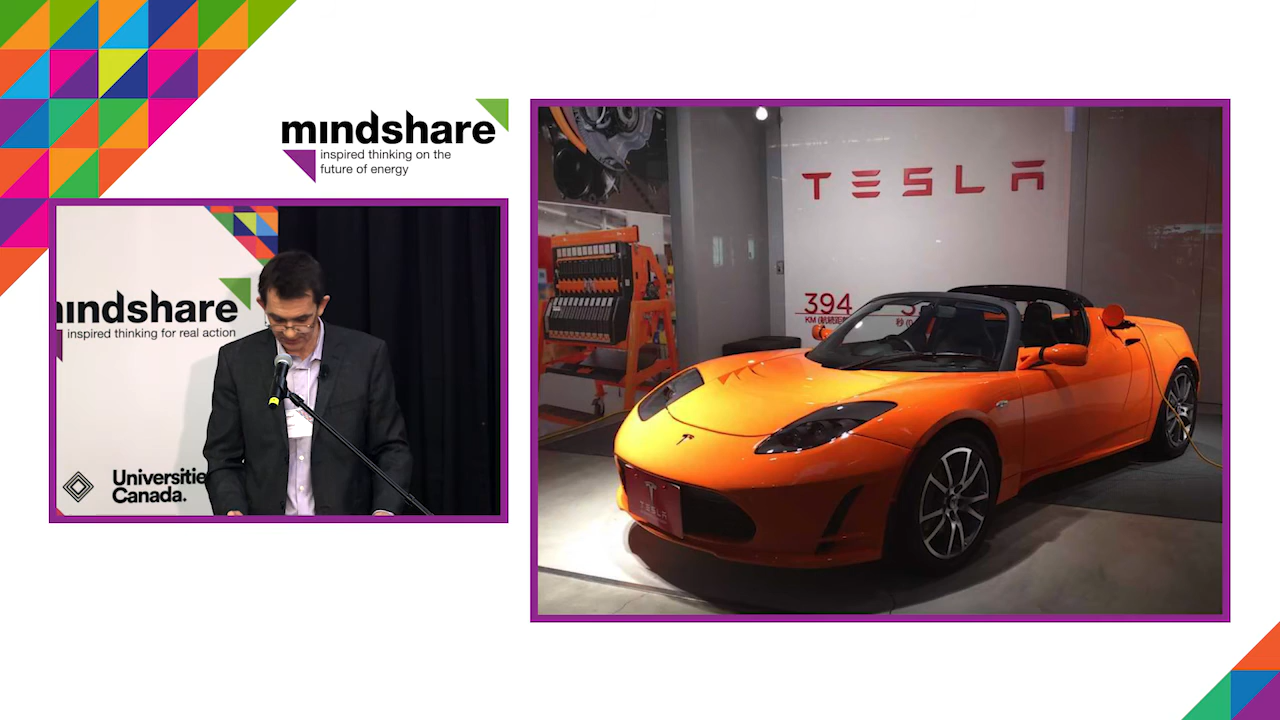 mindshare
inspired thinking on the
future of energy
mindshare
inspired thinking for real action
Universitie
Canada.
TESLA
394
KM
TESLA